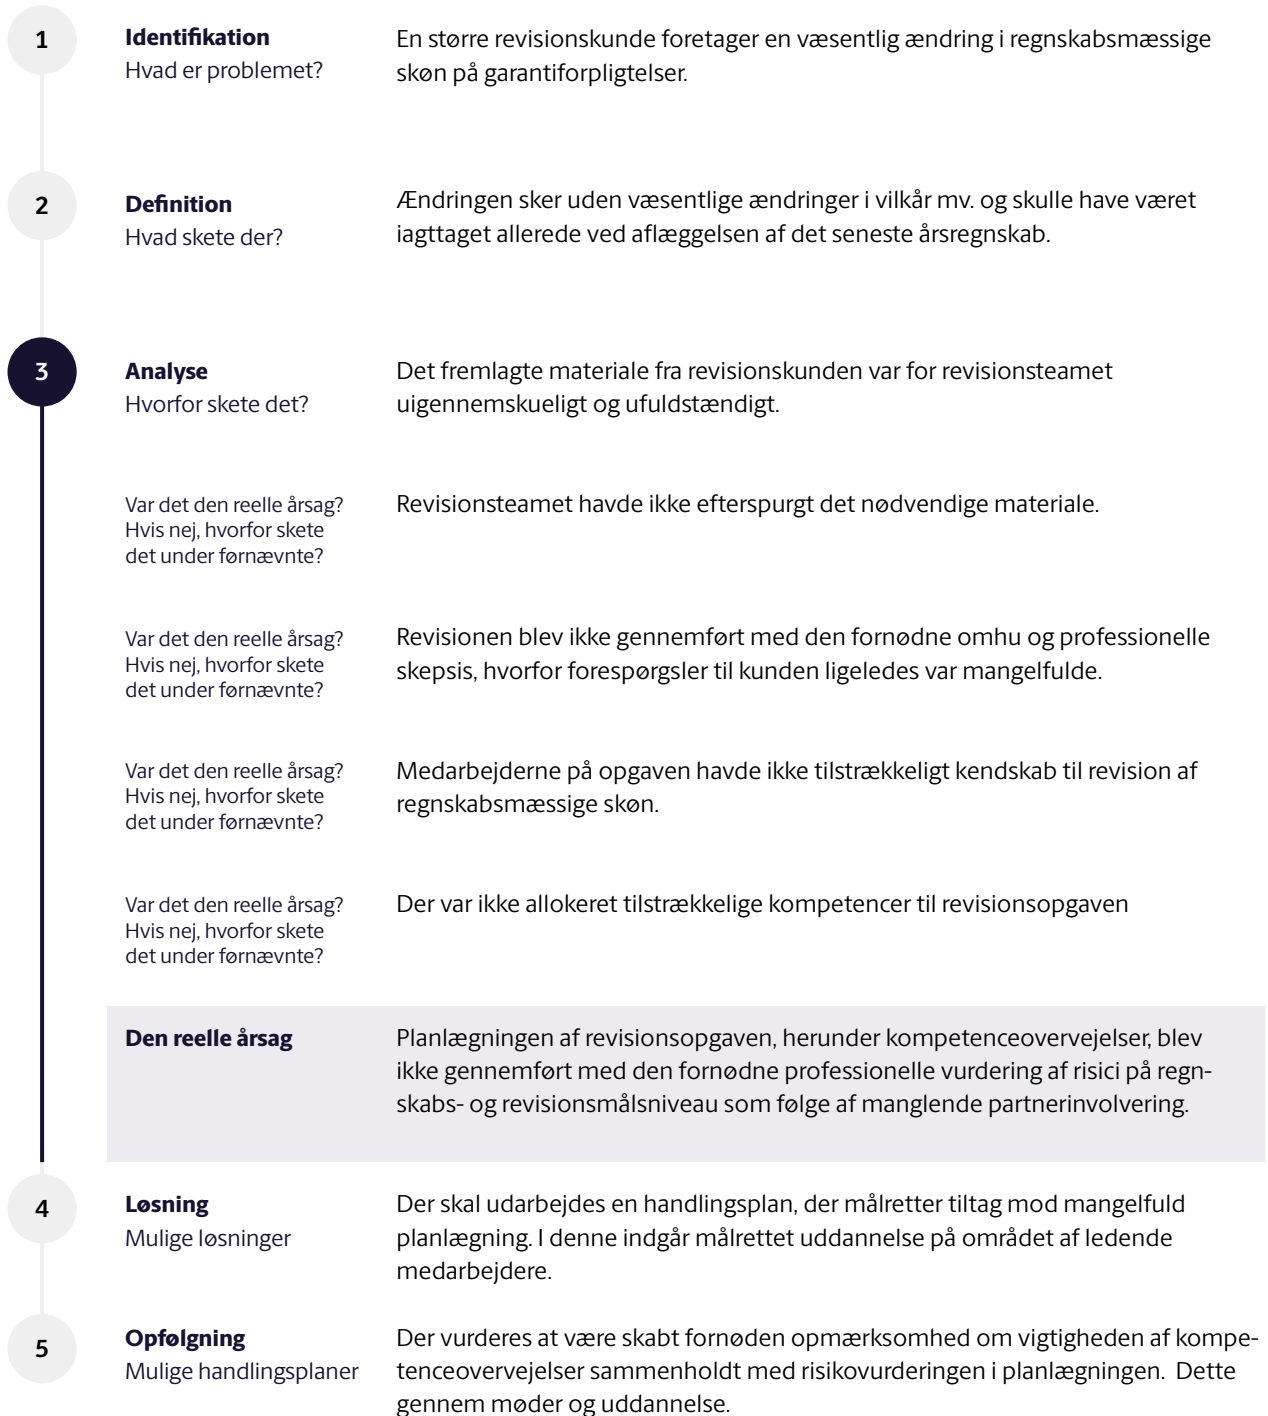 1
Identifikation
Hvad er problemet?
En større revisionskunde foretager en væsentlig ændring i regnskabsmæssige
skøn på garantiforpligtelser.
2
Definition
Hvad skete der?
Ændringen sker uden væsentlige ændringer i vilkår mv. og skulle have været
iagttaget allerede ved aflæggelsen af det seneste årsregnskab.
3
Analyse
Hvorfor skete det?
Det fremlagte materiale fra revisionskunden var for revisionsteamet
uigennemskueligt og ufuldstændigt.
Var det den reelle årsag?
Hvis nej, hvorfor skete
det under førnævnte?
Revisionsteamet havde ikke efterspurgt det nødvendige materiale.
Var det den reelle årsag?
Hvis nej, hvorfor skete
det under førnævnte?
Revisionen blev ikke gennemført med den fornødne omhu og professionelle
skepsis, hvorfor forespørgsler til kunden ligeledes var mangelfulde.
Var det den reelle årsag?
Hvis nej, hvorfor skete
det under førnævnte?
Medarbejderne på opgaven havde ikke tilstrækkeligt kendskab til revision af
regnskabsmæssige skøn.
Var det den reelle årsag?
Hvis nej, hvorfor skete
det under førnævnte?
Der var ikke allokeret tilstrækkelige kompetencer til revisionsopgaven
Den reelle årsag
Planlægningen af revisionsopgaven, herunder kompetenceovervejelser, blev
ikke gennemført med den fornødne professionelle vurdering af risici på regn-
skabs- og revisionsmålsniveau som følge af manglende partnerinvolvering.
4
Løsning
Mulige løsninger
Der skal udarbejdes en handlingsplan, der målretter tiltag mod mangelfuld
planlægning. I denne indgår målrettet uddannelse på området af ledende
medarbejdere.
5
Opfølgning
Mulige handlingsplaner
Der vurderes at være skabt fornøden opmærksomhed om vigtigheden af kompe-
tenceovervejelser sammenholdt med risikovurderingen i planlægningen. Dette
gennem møder og uddannelse.